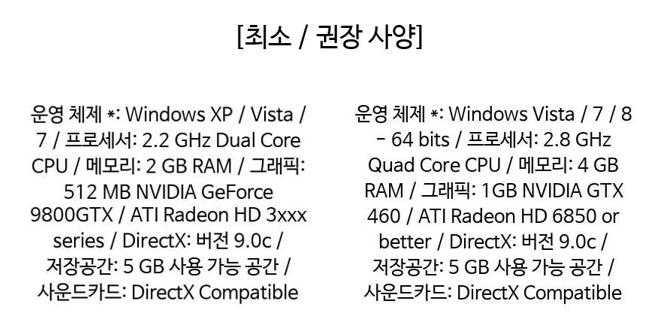 [최소 / 권장 사양]
운영 체제 *: Windows XP / Vista /
7 / 프로세서: 2.2 GHz Dual Core
CPU / 메모리: 2 GB RAM / 그래픽:
512 MB NVIDIA GeForce
9800GTX / ATI Radeon HD 3xxx
series / DirectX: 버전 9.0c /
저장공간: 5 GB 사용 가능 공간 /
사운드카드: DirectX Compatible
운영 체제 *: Windows Vista / 7 / 8
- 64 bits / 프로세서: 2.8 GHz
Quad Core CPU / 메모리: 4 GB
RAM / 그래픽: 1GB NVIDIA GTX
460 / ATI Radeon HD 6850 or
better / DirectX: 버전 9.0c /
저장공간: 5 GB 사용 가능 공간 /
사운드카드: DirectX Compatible